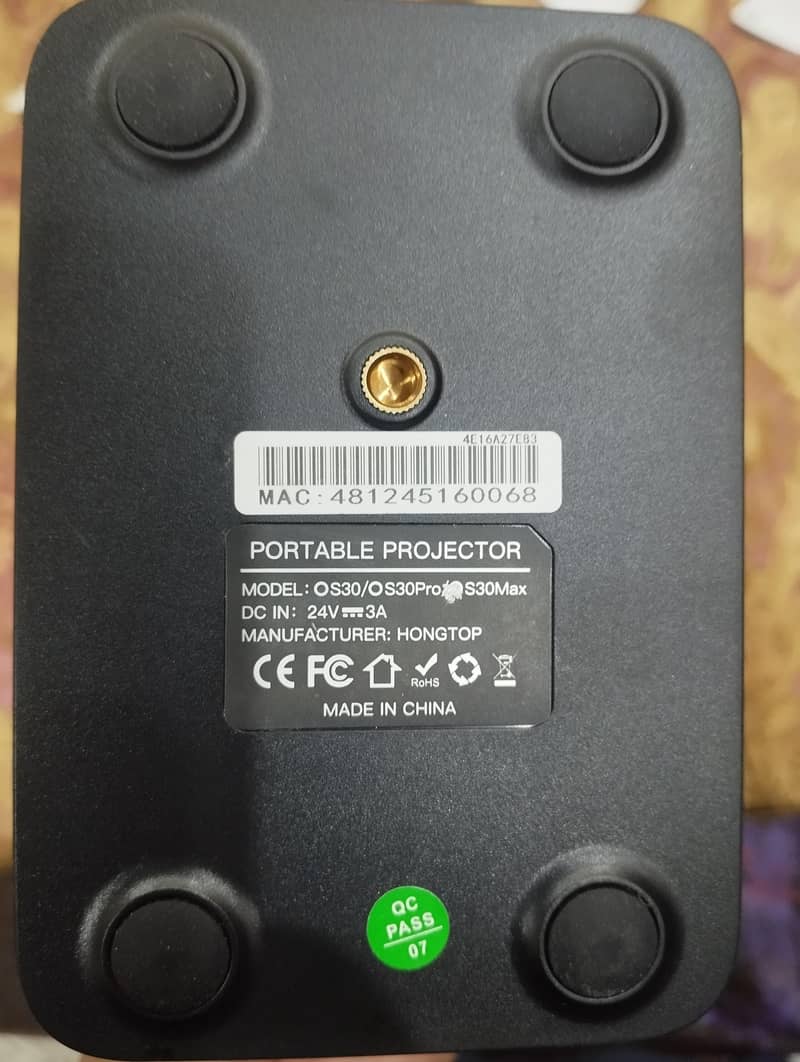 4E16A27E83
MAC: 481245160068
PORTABLE PROJECTOR
MODEL: OS30/OS30Pro/ S30Max
DC IN: 24V 3A
MANUFACTURER: HONGTOP
CE FC
RoHS
MADE IN CHINA
QC
PASS
07